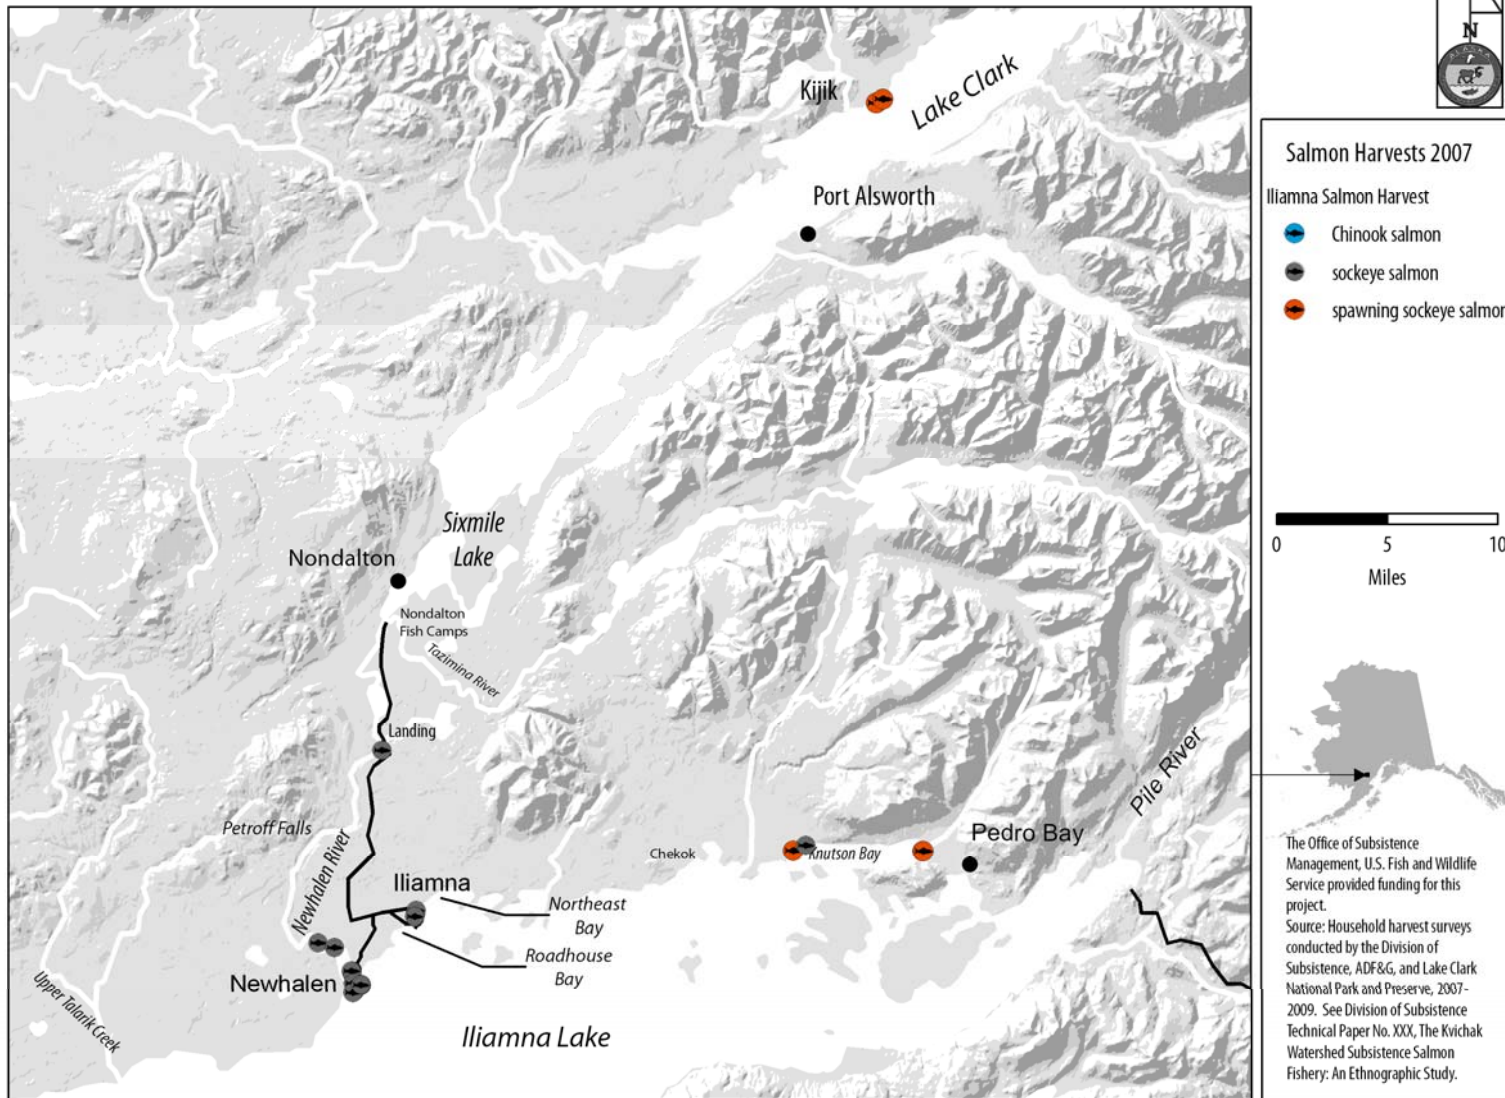 Kijik
Lake Clark
Port Alsworth
Sixmile
Lake
Nondalton
Nondalton
Fish Camps
Tazimina River
Landing
Petroff Falls
Newhalen River
Iliamna
Northeast
Bay
Roadhouse
Bay
Newhalen
Upper Talarik Creek
Iliamna Lake
Chekok
Knutson Bay
Pedro Bay
Pile River
N
Salmon Harvests 2007
Iliamna Salmon Harvest
Chinook salmon
sockeye salmon
spawning sockeye salmon
0 5 10
Miles
The Office of Subsistence
Management, U.S. Fish and Wildlife
Service provided funding for this
project.
Source: Household harvest surveys
conducted by the Division of
Subsistence, ADF&G, and Lake Clark
National Park and Preserve, 2007-
2009. See Division of Subsistence
Technical Paper No. XXX, The Kvichak
Watershed Subsistence Salmon
Fishery: An Ethnographic Study.